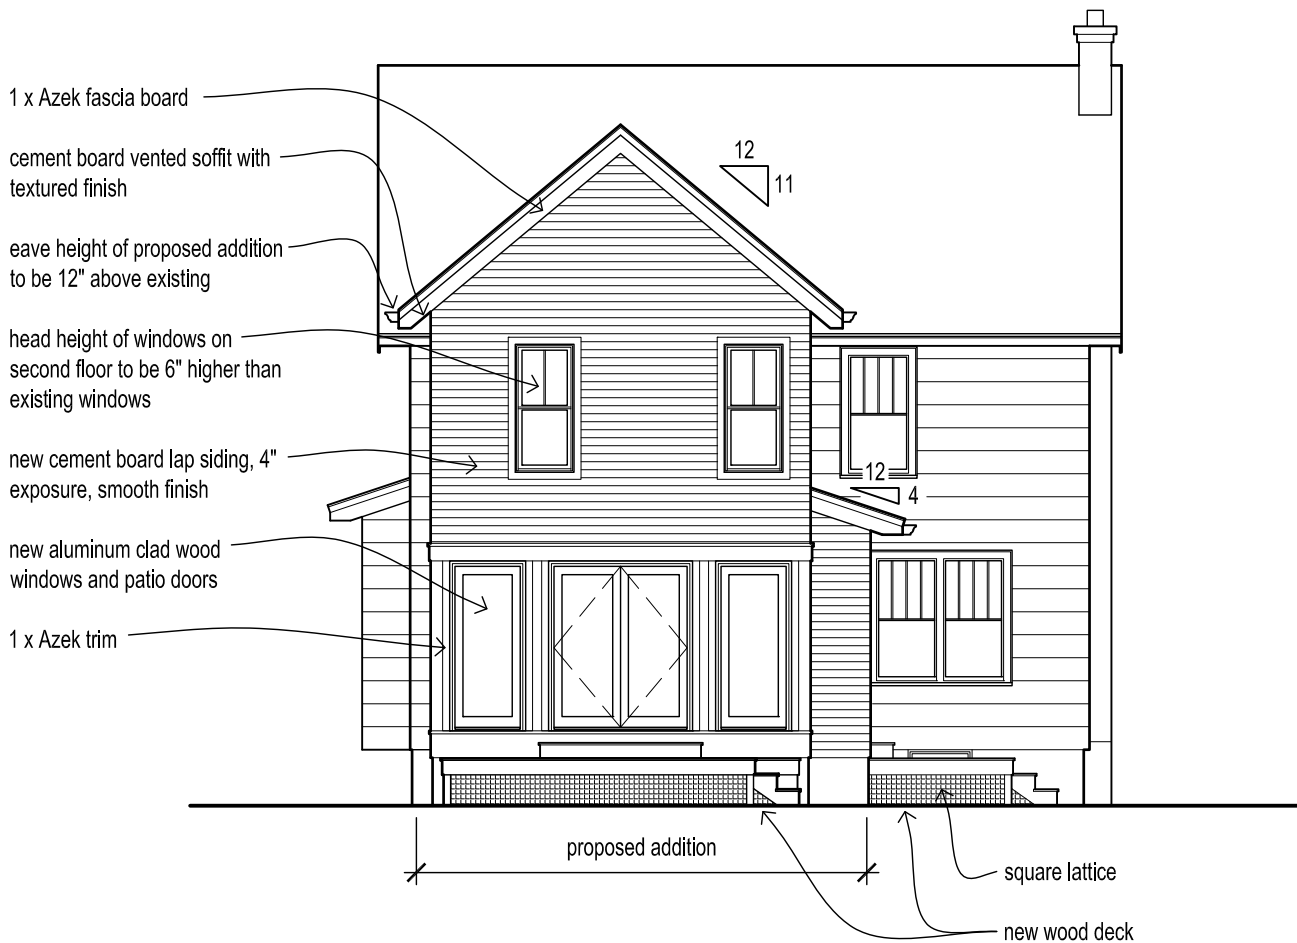 1 x Azek fascia board
cement board vented soffit with
textured finish
eave height of proposed addition
to be 12" above existing
head height of windows on
second floor to be 6" higher than
existing windows
new cement board lap siding, 4"
exposure, smooth finish
new aluminum clad wood
windows and patio doors
1 x Azek trim
12
11
12
4
proposed addition
square lattice
new wood deck